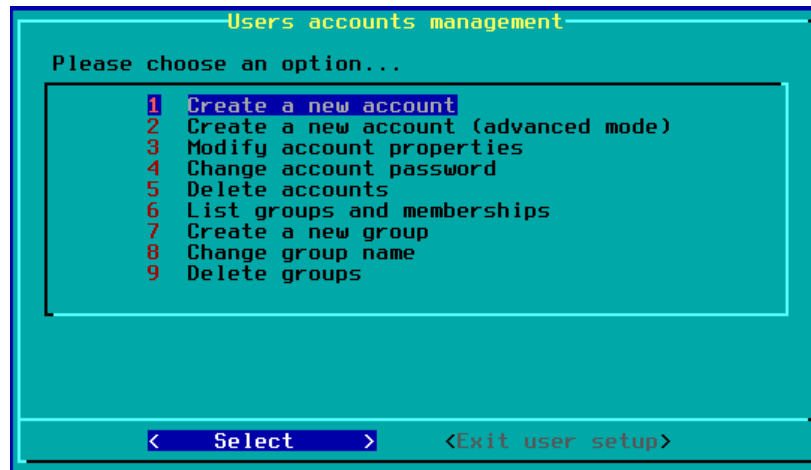 Users accounts management
Please choose an option...
1 Create a new account
2 Create a new account (advanced mode)
3 Modify account properties
4 Change account password
5 Delete accounts
6 List groups and memberships
7 Create a new group
8 Change group name
9 Delete groups
< Select > <Exit user setup>